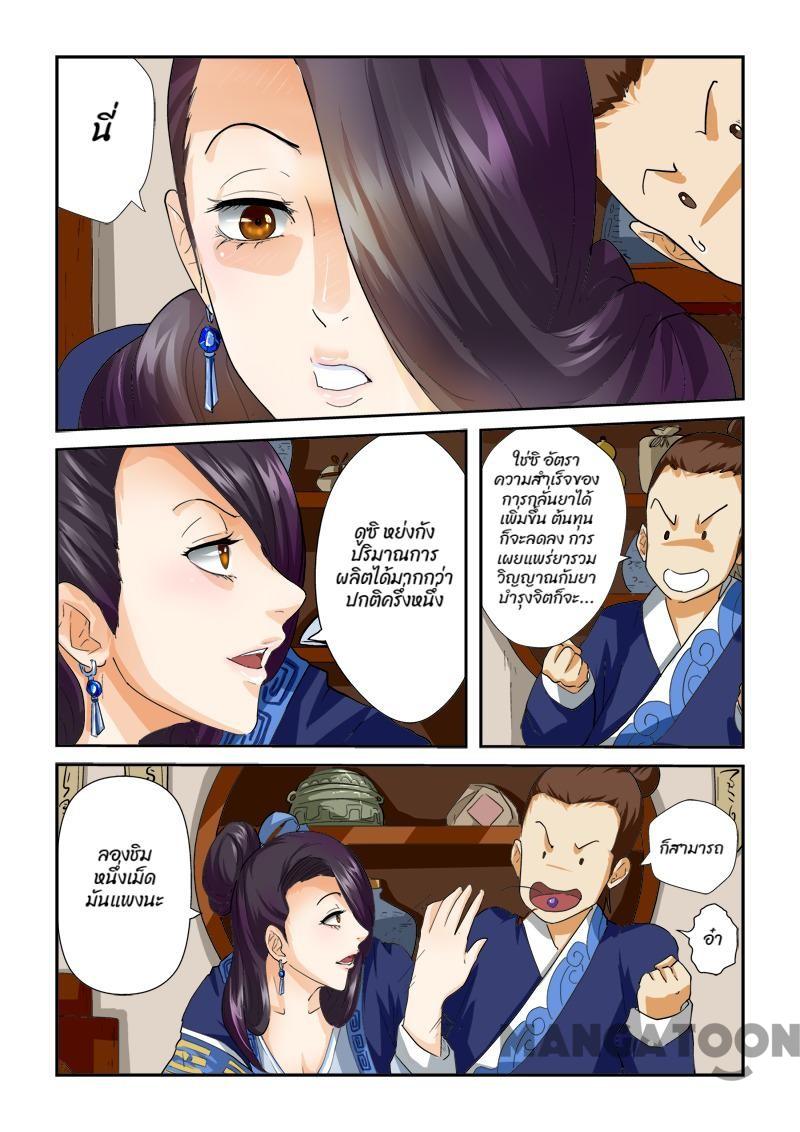 นี่
ดูซิ หย่งกัง
ปริมาณการ
ผลิตได้มากกว่า
ปกติครึ่งหนึ่ง
ใช่ซิ อัตรา
ความสำเร็จของ
การกลั่นยาได้
เพิ่มขึ้น ต้นทุน
ก็จะลดลง การ
เผยแพร่ยารวม
วิญญาณกับยา
บำรุงจิตก็จะ...
ลองชิม
หนึ่งเม็ด
มันแพงนะ
ก็สามารถ
อ๋ำ
MANGATOON